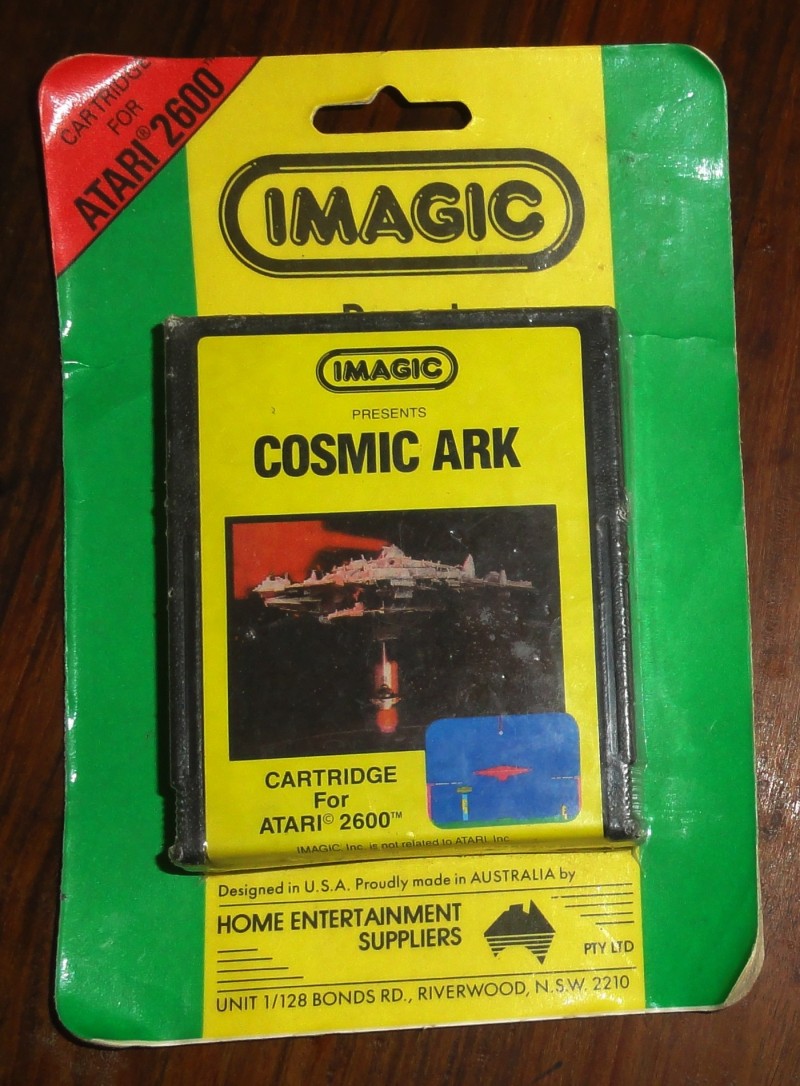 CARTRIDGE
FOR
ATARI® 2600™
IMAGIC
IMAGIC
PRESENTS
COSMIC ARK
CARTRIDGE
For
ATARI© 2600™
IMAGIC, Inc. is not related to ATARI, Inc.
Designed in U.S.A. Proudly made in AUSTRALIA by
HOME ENTERTAINMENT
SUPPLIERS
PTY LTD
UNIT 1/128 BONDS RD., RIVERWOOD, N.S.W. 2210